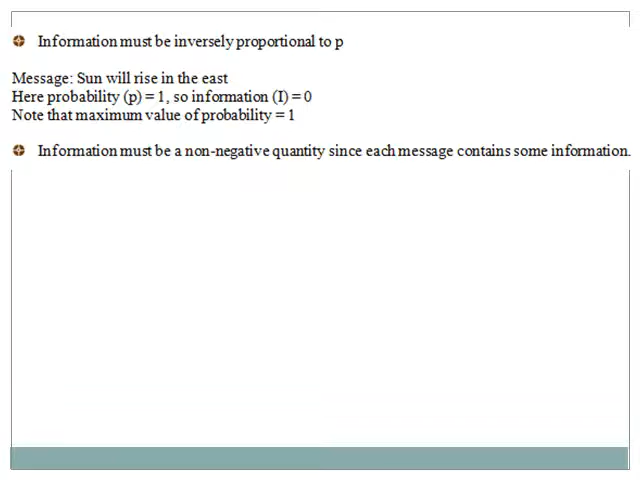 Information must be inversely proportional to p
Message: Sun will rise in the east
Here probability (p) = 1, so information (I) = 0
Note that maximum value of probability = 1
Information must be a non-negative quantity since each message contains some information.